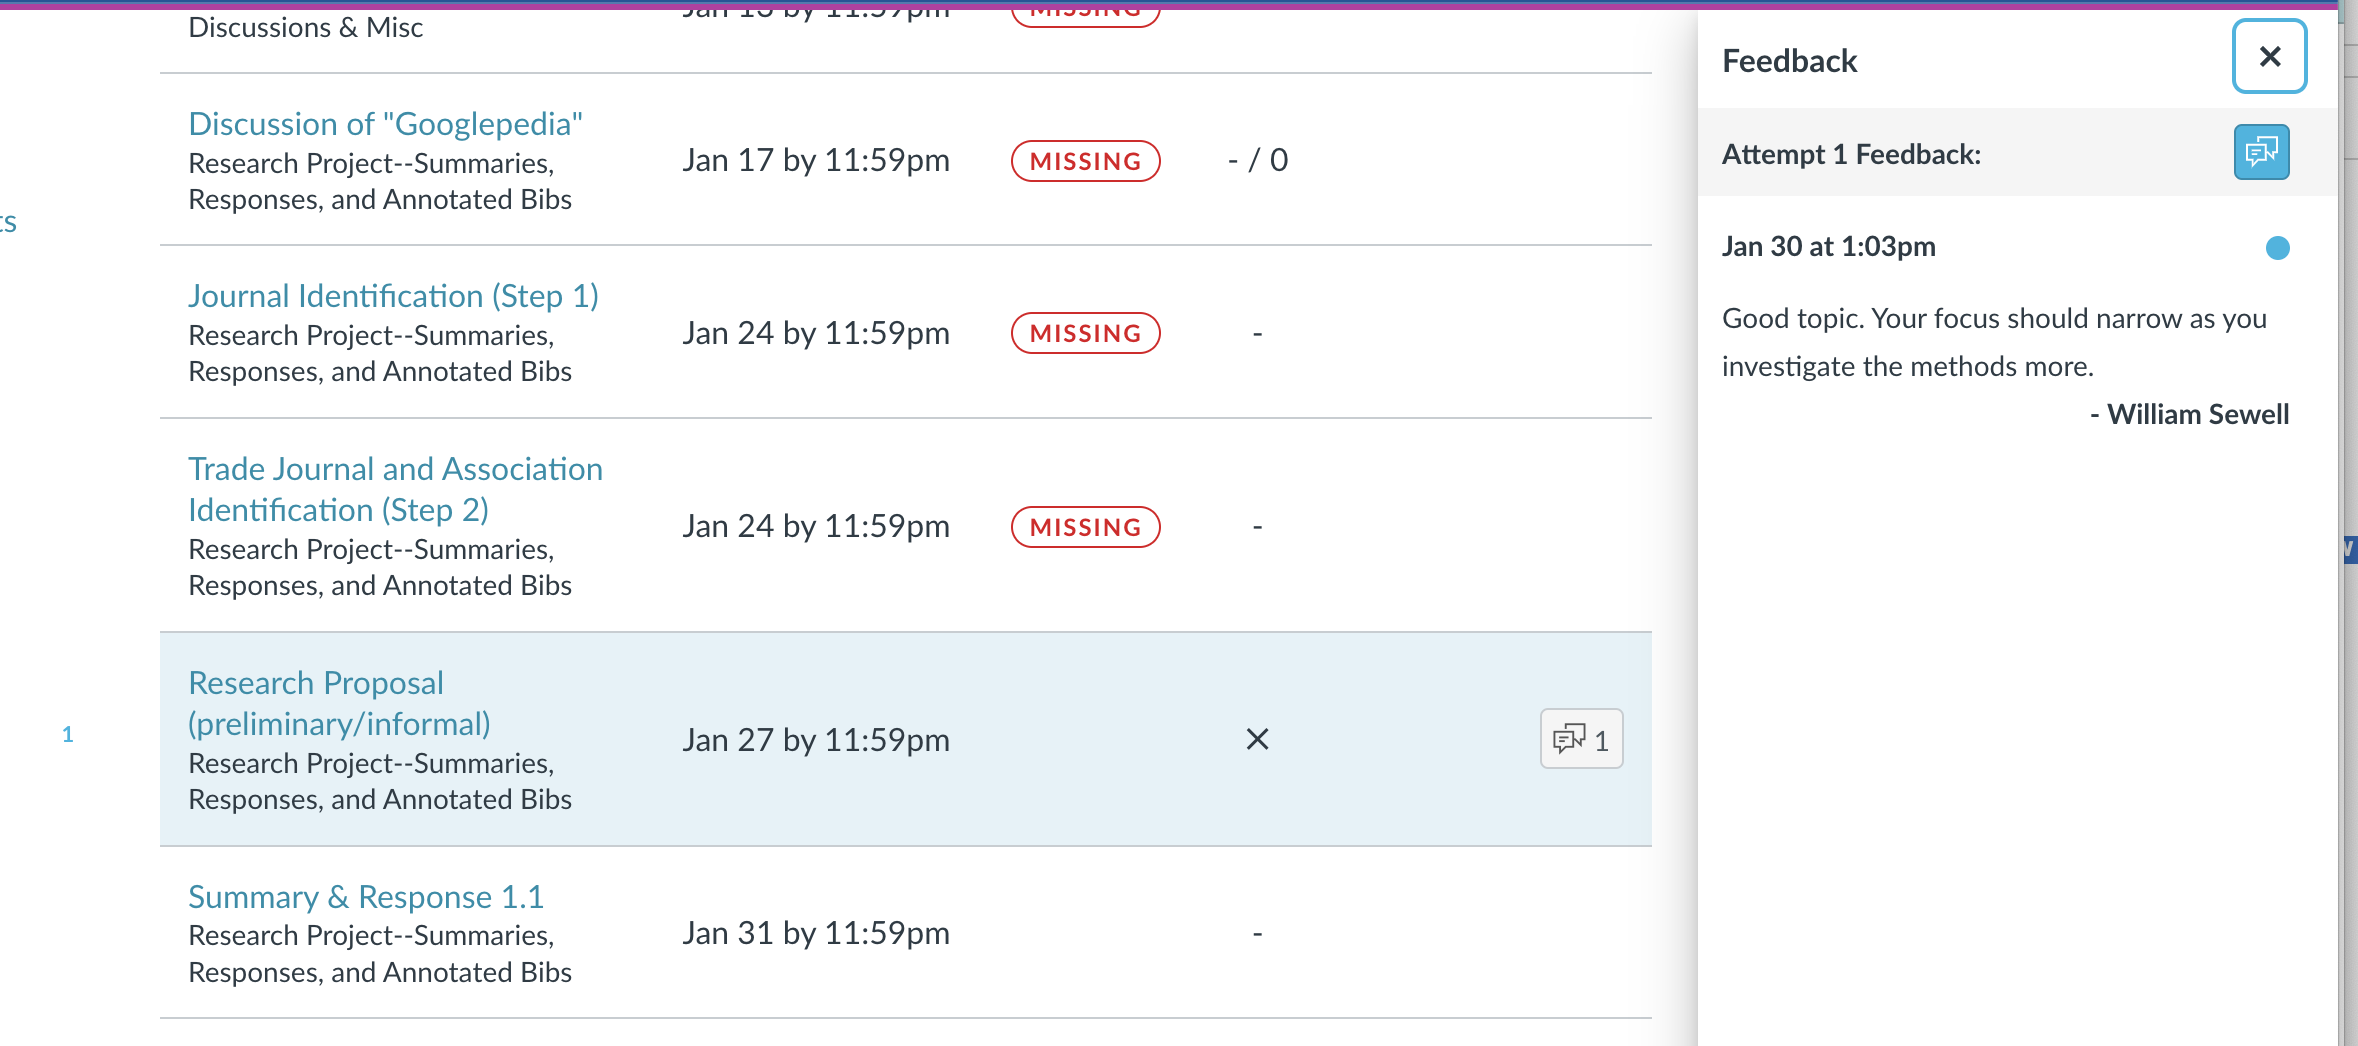 Discussions & Misc
Jan 13 by 11:59pm
MISSING
Discussion of "Googlepedia"
Research Project--Summaries,
Responses, and Annotated Bibs
Jan 17 by 11:59pm
MISSING
- / 0
ts
Journal Identification (Step 1)
Research Project--Summaries,
Responses, and Annotated Bibs
Jan 24 by 11:59pm
MISSING
-
Trade Journal and Association
Identification (Step 2)
Research Project--Summaries,
Responses, and Annotated Bibs
Jan 24 by 11:59pm
MISSING
-
1
Research Proposal
(preliminary/informal)
Research Project--Summaries,
Responses, and Annotated Bibs
Jan 27 by 11:59pm
1
Summary & Response 1.1
Research Project--Summaries,
Responses, and Annotated Bibs
Jan 31 by 11:59pm
-
Feedback
Attempt 1 Feedback:
Jan 30 at 1:03pm
Good topic. Your focus should narrow as you
investigate the methods more.
- William Sewell